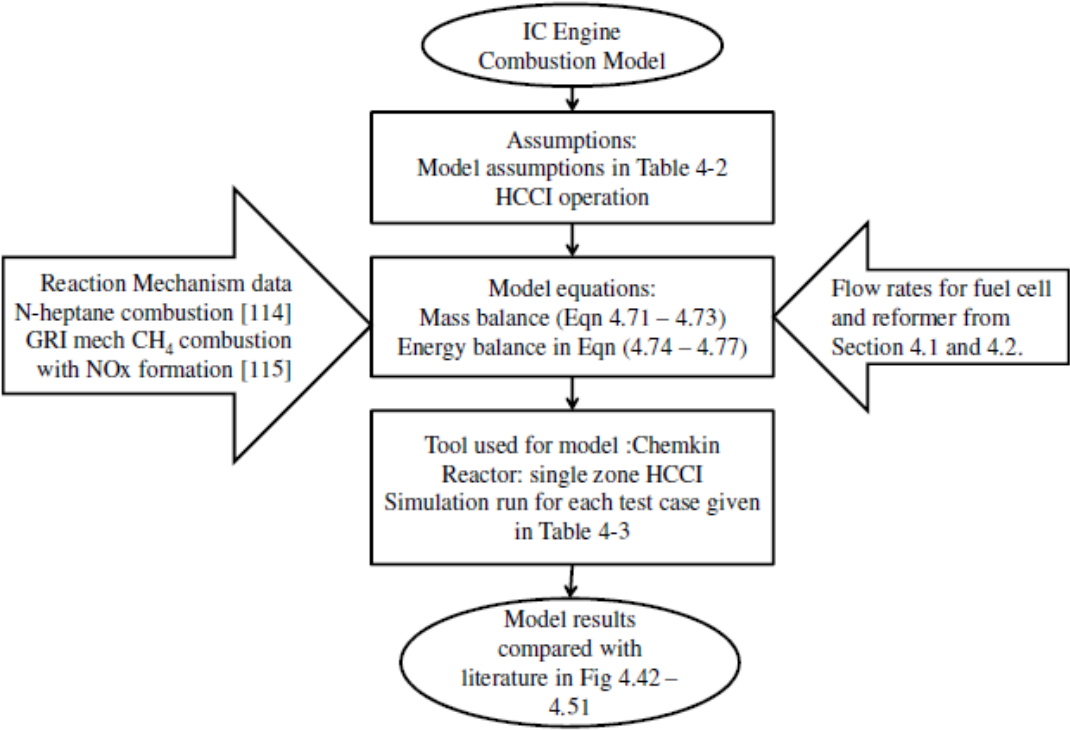 IC Engine
Combustion Model
Assumptions:
Model assumptions in Table 4-2
HCCI operation
Reaction Mechanism data
N-heptane combustion [114]
GRI mech CH₄ combustion
with NOx formation [115]
Model equations:
Mass balance (Eqn 4.71 – 4.73)
Energy balance in Eqn (4.74 – 4.77)
Flow rates for fuel cell
and reformer from
Section 4.1 and 4.2.
Tool used for model :Chemkin
Reactor: single zone HCCI
Simulation run for each test case given
in Table 4-3
Model results
compared with
literature in Fig 4.42 –
4.51